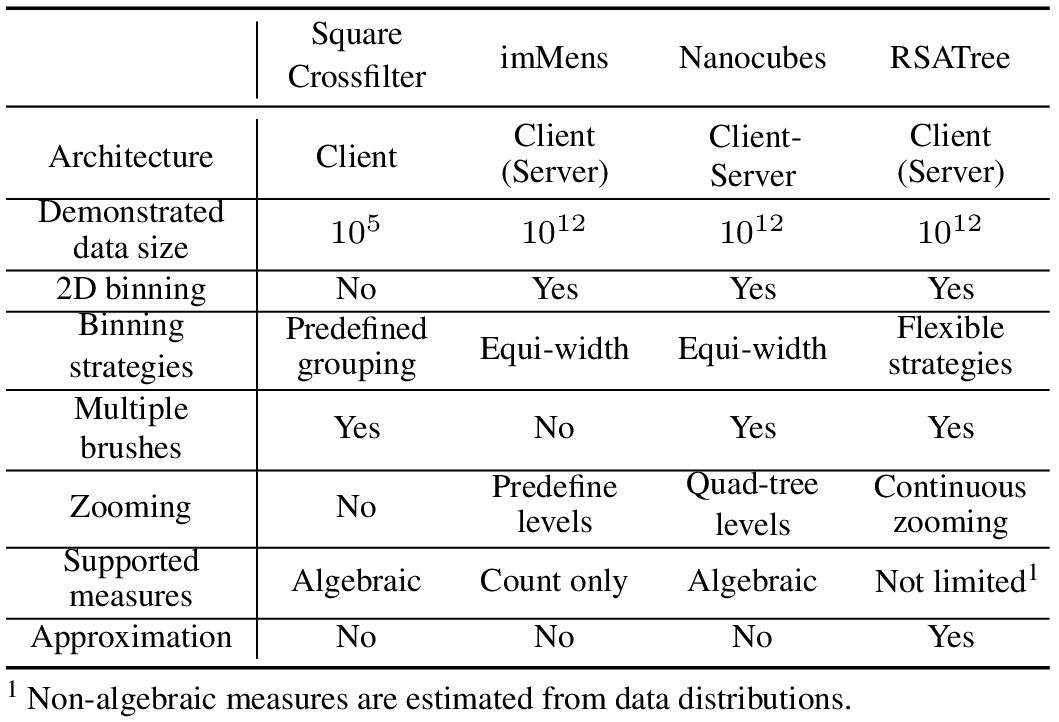 Square Crossfilter imMens Nanocubes RSATree
Architecture Client Client (Server) Client-Server Client (Server)
Demonstrated data size 10^5 10^12 10^12 10^12
2D binning No Yes Yes Yes
Binning strategies Predefined grouping Equi-width Equi-width Flexible strategies
Multiple brushes Yes No Yes Yes
Zooming No Predefine levels Quad-tree levels Continuous zooming
Supported measures Algebraic Count only Algebraic Not limited^1
Approximation No No No Yes
^1 Non-algebraic measures are estimated from data distributions.